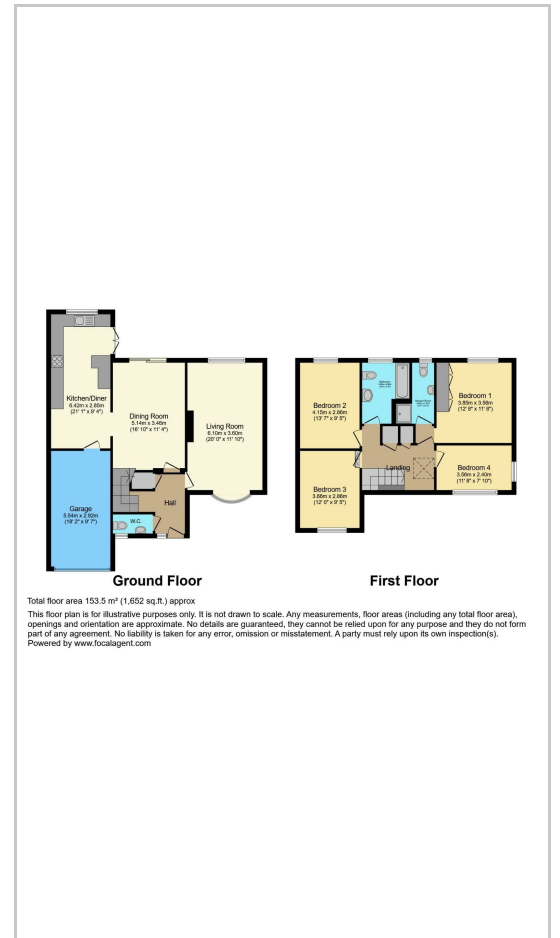 Kitchen/Diner
6.42m x 2.85m
(21' 1" x 9' 4")
Dining Room
5.14m x 3.46m
(16' 10" x 11' 4")
Living Room
6.10m x 3.60m
(20' 0" x 11' 10")
Garage
5.54m x 2.92m
(18' 2" x 9' 7")
Hall
W.C.
Ground Floor
Bedroom 2
4.15m x 2.86m
(13' 7" x 9' 5")
Bedroom 1
3.85m x 3.56m
(12' 8" x 11' 8")
Landing
Bedroom 4
3.56m x 2.40m
(11' 8" x 7' 10")
Bedroom 3
3.66m x 2.86m
(12' 0" x 9' 5")
First Floor
Total floor area 153.5 m² (1,652 sq.ft.) approx
This floor plan is for illustrative purposes only. It is not drawn to scale. Any measurements, floor areas (including any total floor area),
openings and orientation are approximate. No details are guaranteed, they cannot be relied upon for any purpose and they do not form
part of any agreement. No liability is taken for any error, omission or misstatement. A party must rely upon its own inspection(s).
Powered by www.focalagent.com